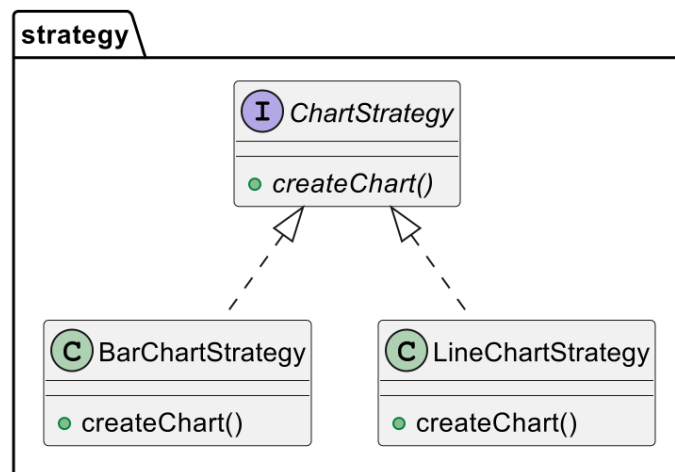 strategy
I ChartStrategy
createChart()
C BarChartStrategy
createChart()
C LineChartStrategy
createChart()